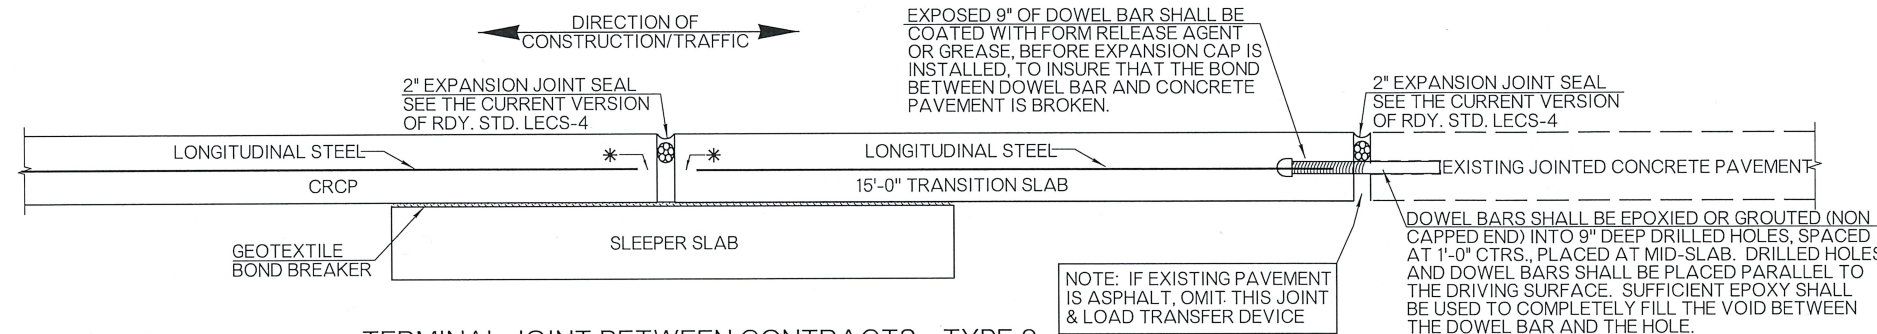 DIRECTION OF
CONSTRUCTION/TRAFFIC
EXPOSED 9" OF DOWEL BAR SHALL BE
COATED WITH FORM RELEASE AGENT
OR GREASE, BEFORE EXPANSION CAP IS
INSTALLED, TO INSURE THAT THE BOND
BETWEEN DOWEL BAR AND CONCRETE
PAVEMENT IS BROKEN.
2" EXPANSION JOINT SEAL
SEE THE CURRENT VERSION
OF RDY. STD. LECS-4
2" EXPANSION JOINT SEAL
SEE THE CURRENT VERSION
OF RDY. STD. LECS-4
LONGITUDINAL STEEL
* *
LONGITUDINAL STEEL
EXISTING JOINTED CONCRETE PAVEMENT
CRCP
15'-0" TRANSITION SLAB
SLEEPER SLAB
GEOTEXTILE
BOND BREAKER
NOTE: IF EXISTING PAVEMENT
IS ASPHALT, OMIT THIS JOINT
& LOAD TRANSFER DEVICE
DOWEL BARS SHALL BE EPOXIED OR GROUTED (NON
CAPPED END) INTO 9" DEEP DRILLED HOLES, SPACED
AT 1'-0" CTRS., PLACED AT MID-SLAB. DRILLED HOLES
AND DOWEL BARS SHALL BE PLACED PARALLEL TO
THE DRIVING SURFACE. SUFFICIENT EPOXY SHALL
BE USED TO COMPLETELY FILL THE VOID BETWEEN
THE DOWEL BAR AND THE HOLE.
TERMINAL JOINT BETWEEN CONTRACTS